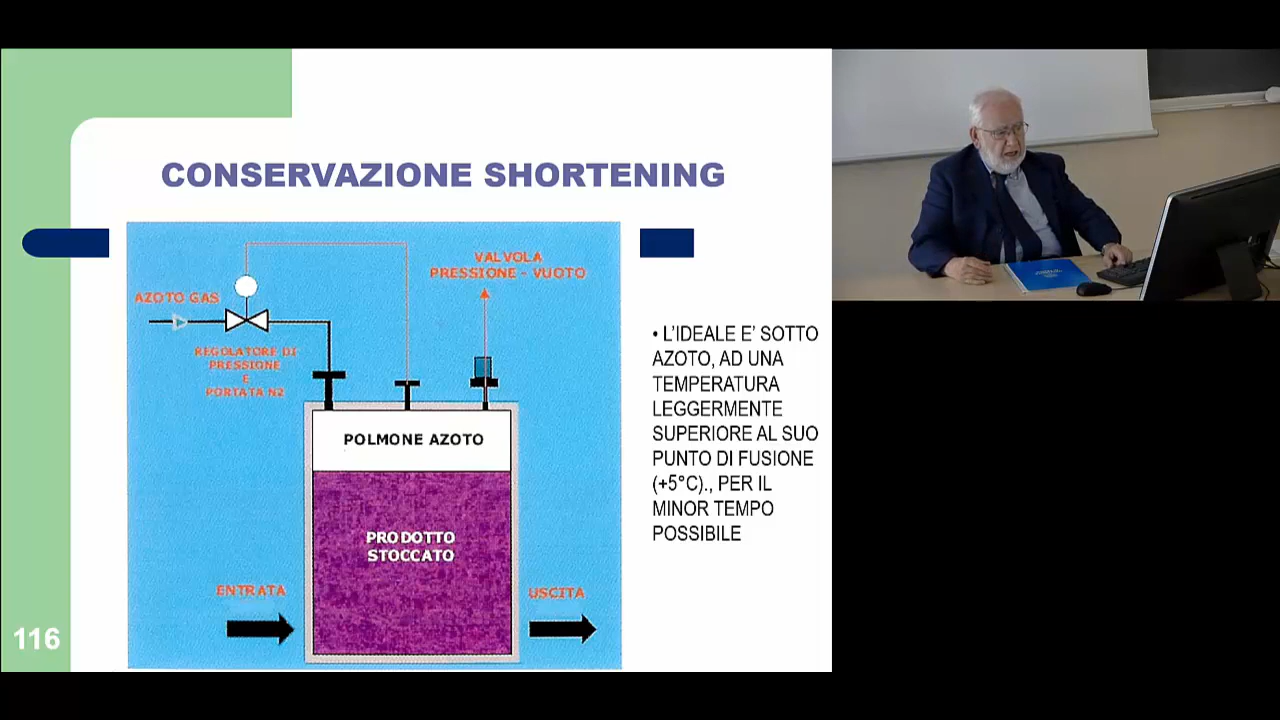 CONSERVAZIONE SHORTENING
VALVOLA
PRESSIONE - VUOTO
AZOTO GAS
REGOLATORE DI
PRESSIONE
E
PORTATA N2
POLMONE AZOTO
PRODOTTO
STOCCATO
ENTRATA
USCITA
• L'IDEALE E' SOTTO
AZOTO, AD UNA
TEMPERATURA
LEGGERMENTE
SUPERIORE AL SUO
PUNTO DI FUSIONE
(+5°C)., PER IL
MINOR TEMPO
POSSIBILE
116